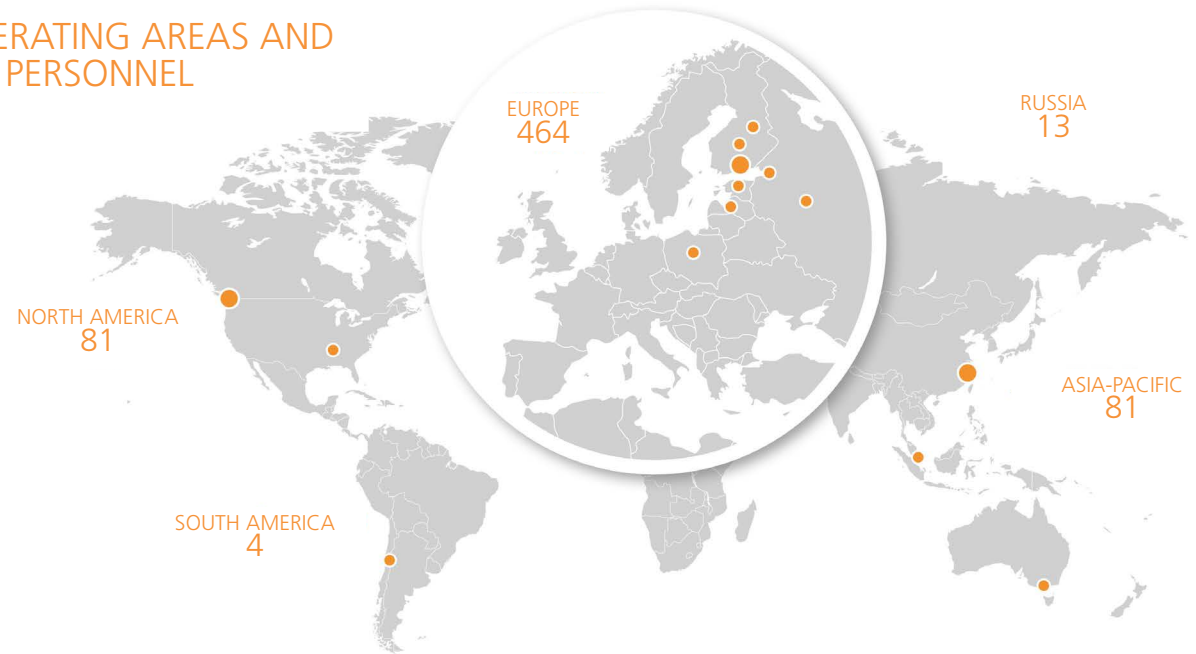 ERATING AREAS AND
PERSONNEL
EUROPE
464
RUSSIA
13
NORTH AMERICA
81
ASIA-PACIFIC
81
SOUTH AMERICA
4